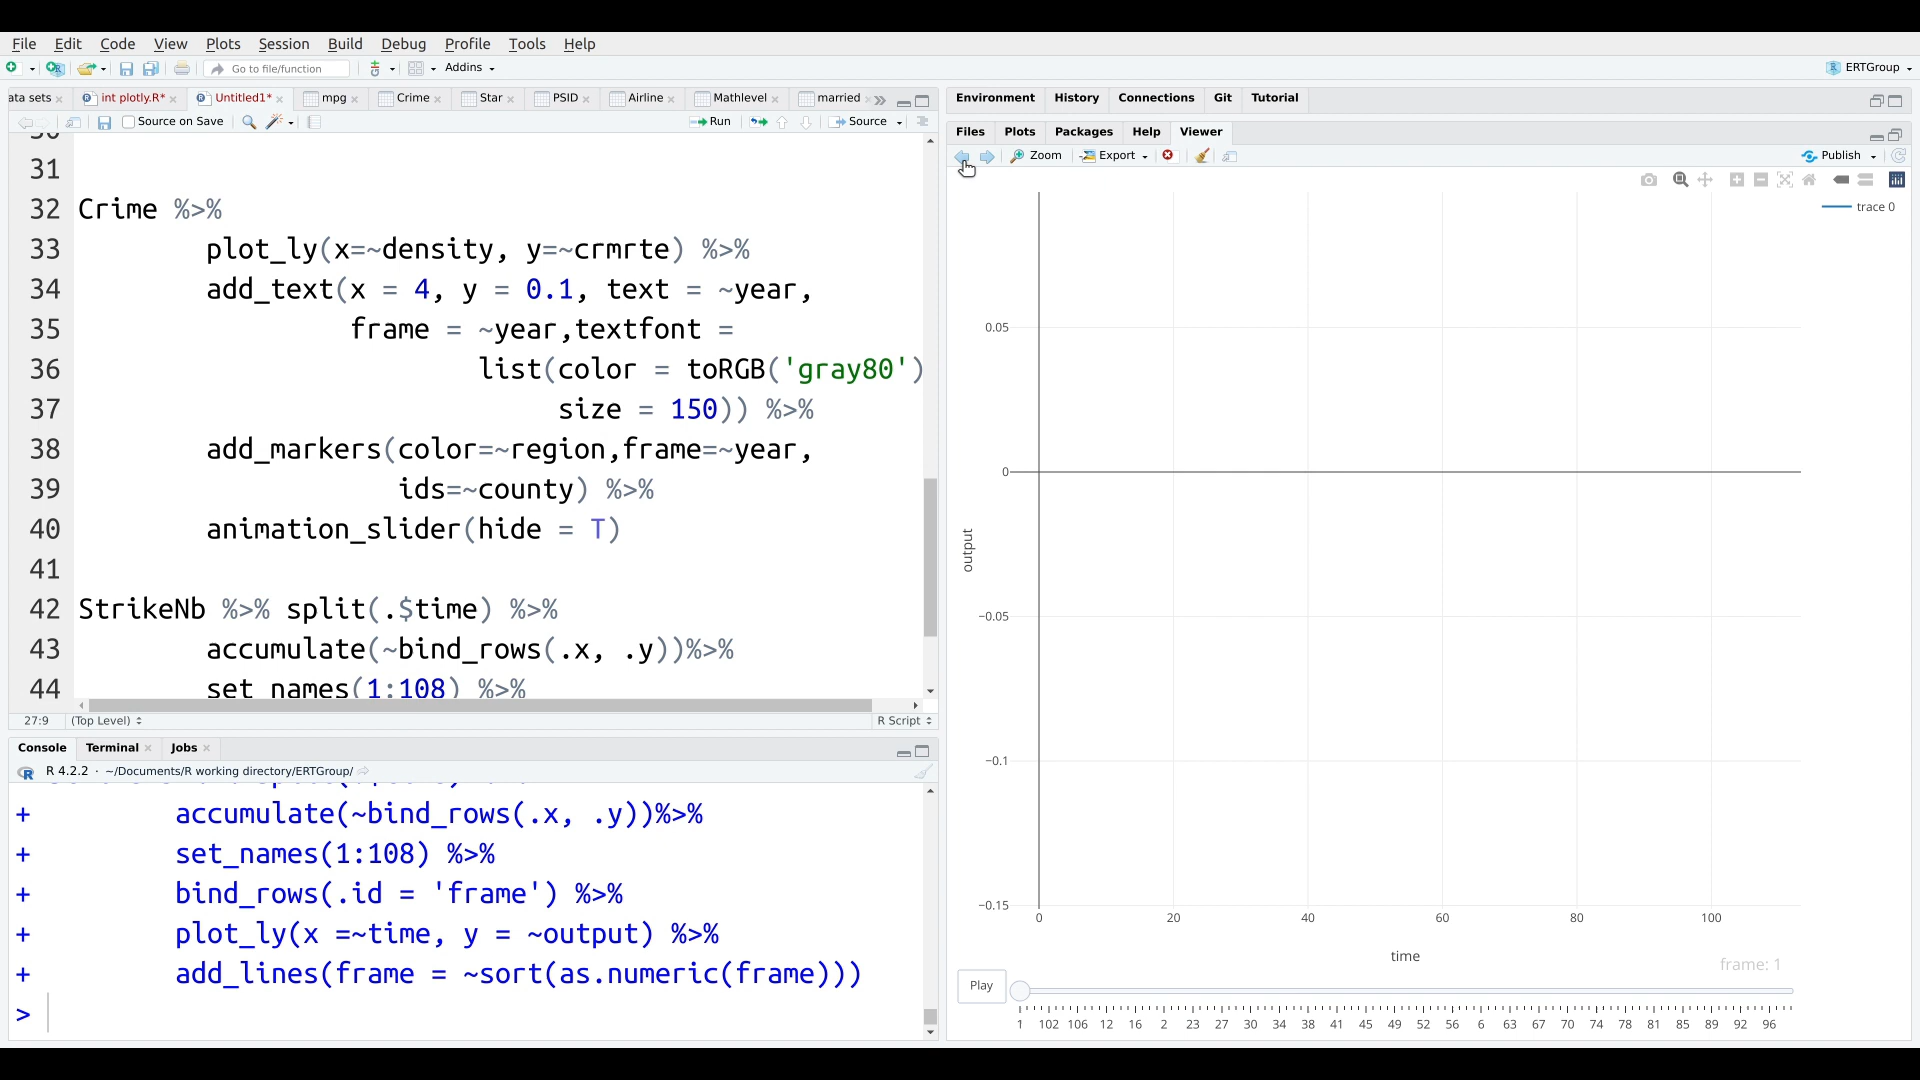 File Edit Code View Plots Session Build Debug Profile Tools Help
Go to file/function Addins ERTGroup
ata sets int plotly.R* Untitled1* mpg Crime Star PSID Airline Mathlevel married
Source on Save Run Source
31
32 Crime %>%
33 plot_ly(x=~density, y=~crmrte) %>%
34 add_text(x = 4, y = 0.1, text = ~year,
35 frame = ~year,textfont =
36 list(color = toRGB('gray80')
37 size = 150)) %>%
38 add_markers(color=~region,frame=~year,
39 ids=~county) %>%
40 animation_slider(hide = T)
41
42 StrikeNb %>% split(.$time) %>%
43 accumulate(~bind_rows(.x, .y))%>%
44 set_names(1:108) %>%
27:9 (Top Level) R Script
Console Terminal Jobs
R 4.2.2 · ~/Documents/R working directory/ERTGroup/
+ accumulate(~bind_rows(.x, .y))%>%
+ set_names(1:108) %>%
+ bind_rows(.id = 'frame') %>%
+ plot_ly(x =~time, y = ~output) %>%
+ add_lines(frame = ~sort(as.numeric(frame)))
>
Environment History Connections Git Tutorial
Files Plots Packages Help Viewer
Zoom Export Publish
trace 0
0.05
0
−0.05
−0.1
−0.15
output
0 20 40 60 80 100
time
frame: 1
Play
1 102 106 12 16 2 23 27 30 34 38 41 45 49 52 56 6 63 67 70 74 78 81 85 89 92 96